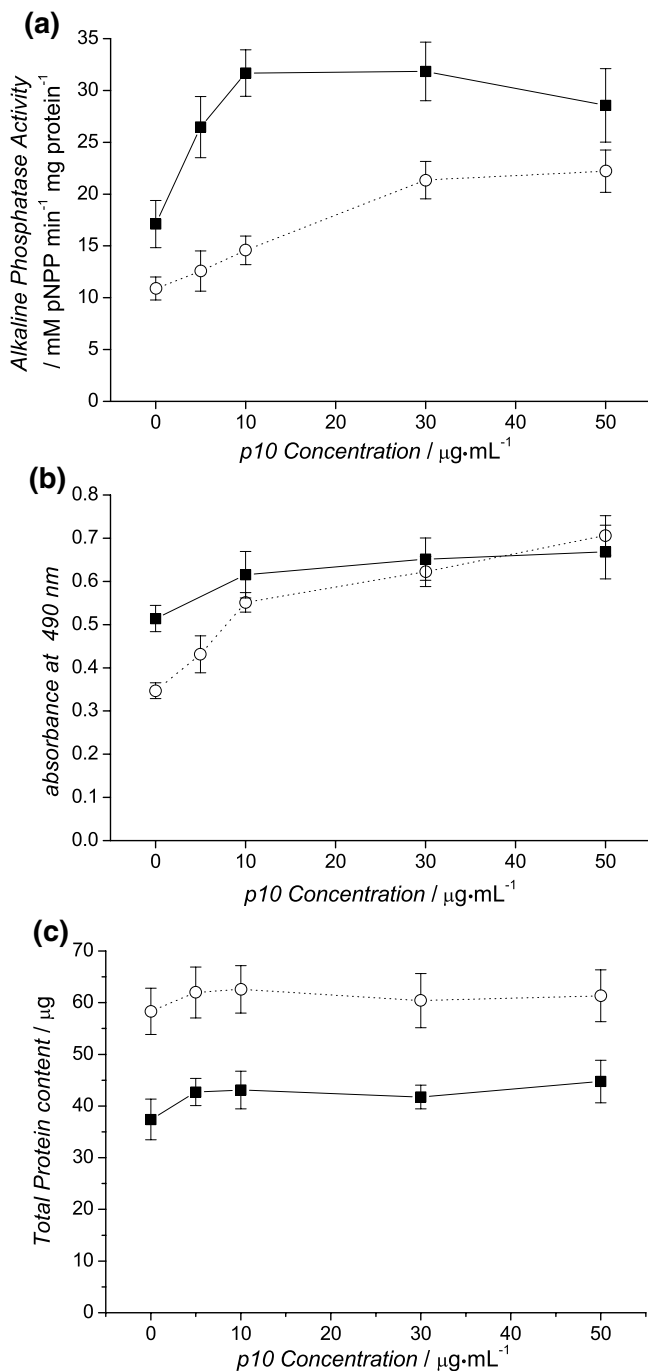 (a)
Alkaline Phosphatase Activity
/ mM pNPP min⁻¹ mg protein⁻¹
35
30
25
20
15
10
5
0
0 10 20 30 40 50
p10 Concentration / µg·mL⁻¹
(b)
absorbance at 490 nm
0.8
0.7
0.6
0.5
0.4
0.3
0.2
0.1
0.0
0 10 20 30 40 50
p10 Concentration / µg·mL⁻¹
(c)
Total Protein content / µg
70
60
50
40
30
20
10
0
0 10 20 30 40 50
p10 Concentration / µg·mL⁻¹